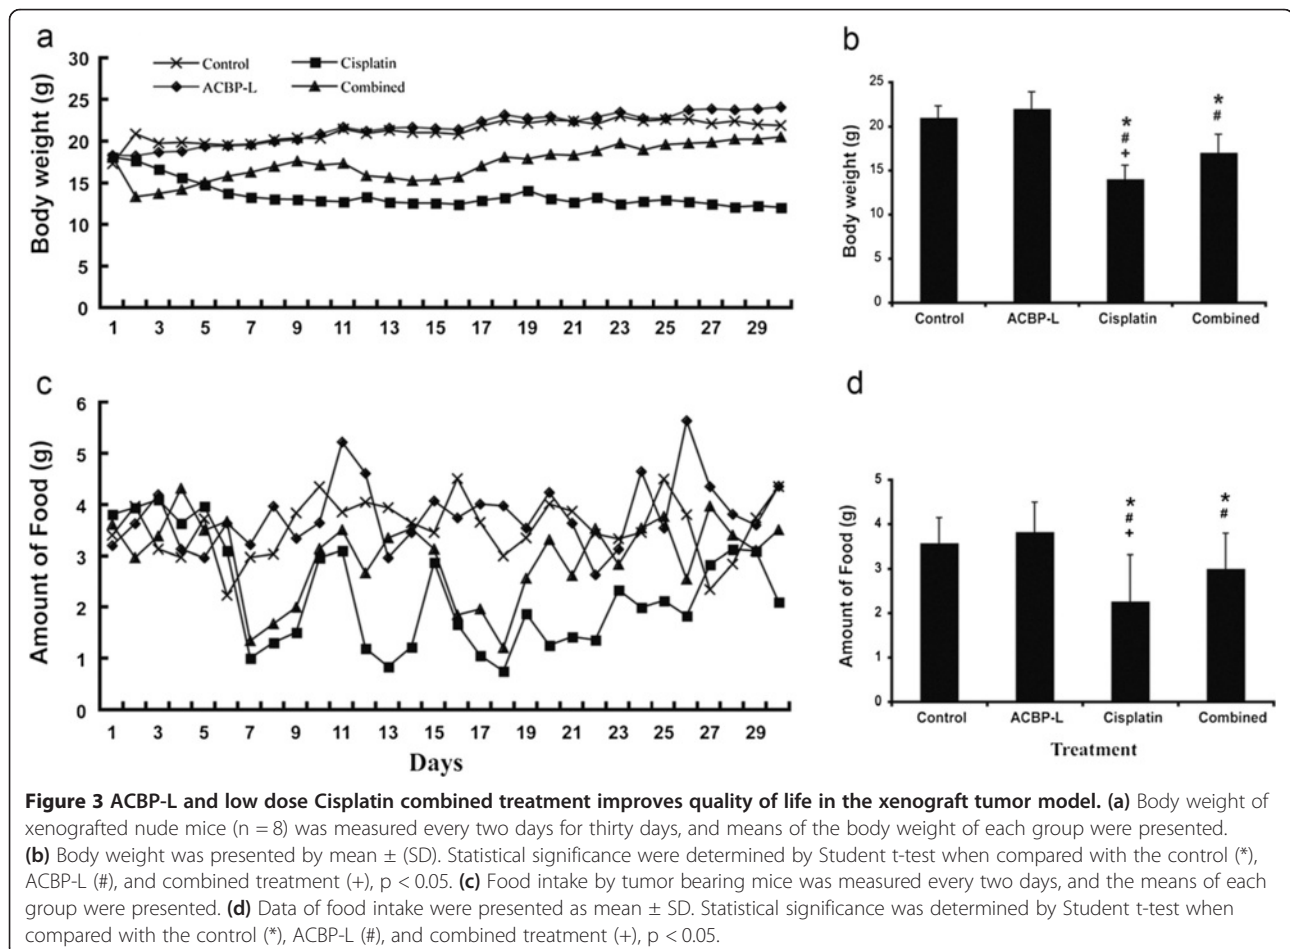 a
Body weight (g)
30
25
20
15
10
5
0
Control
Cisplatin
ACBP-L
Combined
1 3 5 7 9 11 13 15 17 19 21 23 25 27 29
b
Body weight (g)
25
20
15
10
5
0
*
#
+
*
#
Control ACBP-L Cisplatin Combined
c
Amount of Food (g)
6
5
4
3
2
1
0
1 3 5 7 9 11 13 15 17 19 21 23 25 27 29
Days
d
Amount of Food (g)
5
4
3
2
1
0
*
#
+
*
#
Control ACBP-L Cisplatin Combined
Treatment
Figure 3 ACBP-L and low dose Cisplatin combined treatment improves quality of life in the xenograft tumor model. (a) Body weight of
xenografted nude mice (n = 8) was measured every two days for thirty days, and means of the body weight of each group were presented.
(b) Body weight was presented by mean ± (SD). Statistical significance were determined by Student t-test when compared with the control (*),
ACBP-L (#), and combined treatment (+), p < 0.05. (c) Food intake by tumor bearing mice was measured every two days, and the means of each
group were presented. (d) Data of food intake were presented as mean ± SD. Statistical significance was determined by Student t-test when
compared with the control (*), ACBP-L (#), and combined treatment (+), p < 0.05.